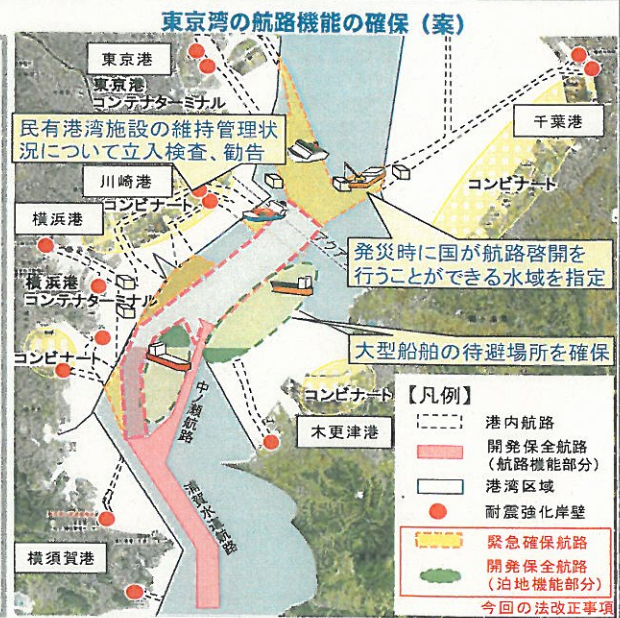 東京湾の航路機能の確保（案）
東京港
東京港
コンテナターミナル
千葉港
民有港湾施設の維持管理状
況について立入検査、勧告
川崎港
コンビナート
コンビナート
横浜港
アクア
発災時に国が航路啓開を
行うことができる水域を指定
横浜港
コンテナターミナル
大型船舶の待避場所を確保
コンビナート
中ノ瀬航路
コンビナート
木更津港
浦賀水道航路
横須賀港
【凡例】
港内航路
開発保全航路
（航路機能部分）
港湾区域
耐震強化岸壁
緊急確保航路
開発保全航路
（泊地機能部分）
今回の法改正事項